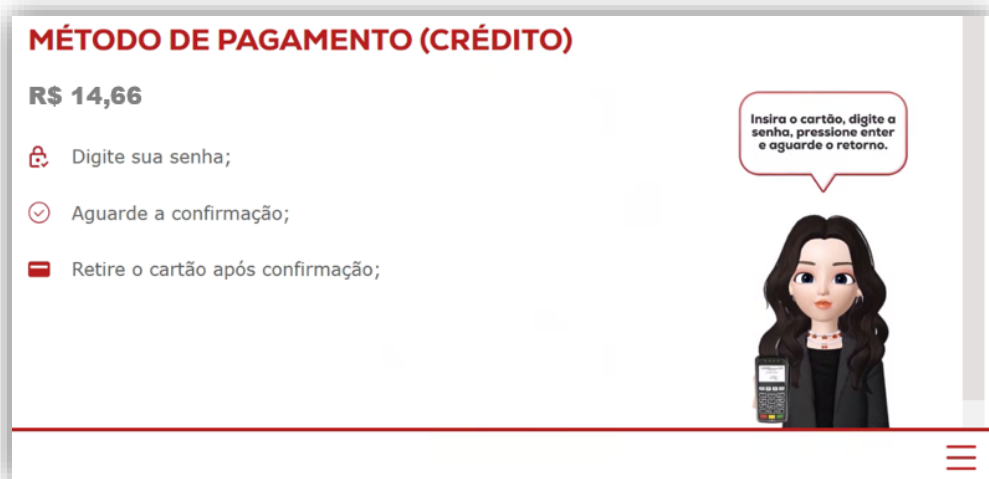 MÉTODO DE PAGAMENTO (CRÉDITO)
R$ 14,66
Digite sua senha;
Aguarde a confirmação;
Retire o cartão após confirmação;
Insira o cartão, digite a
senha, pressione enter
e aguarde o retorno.